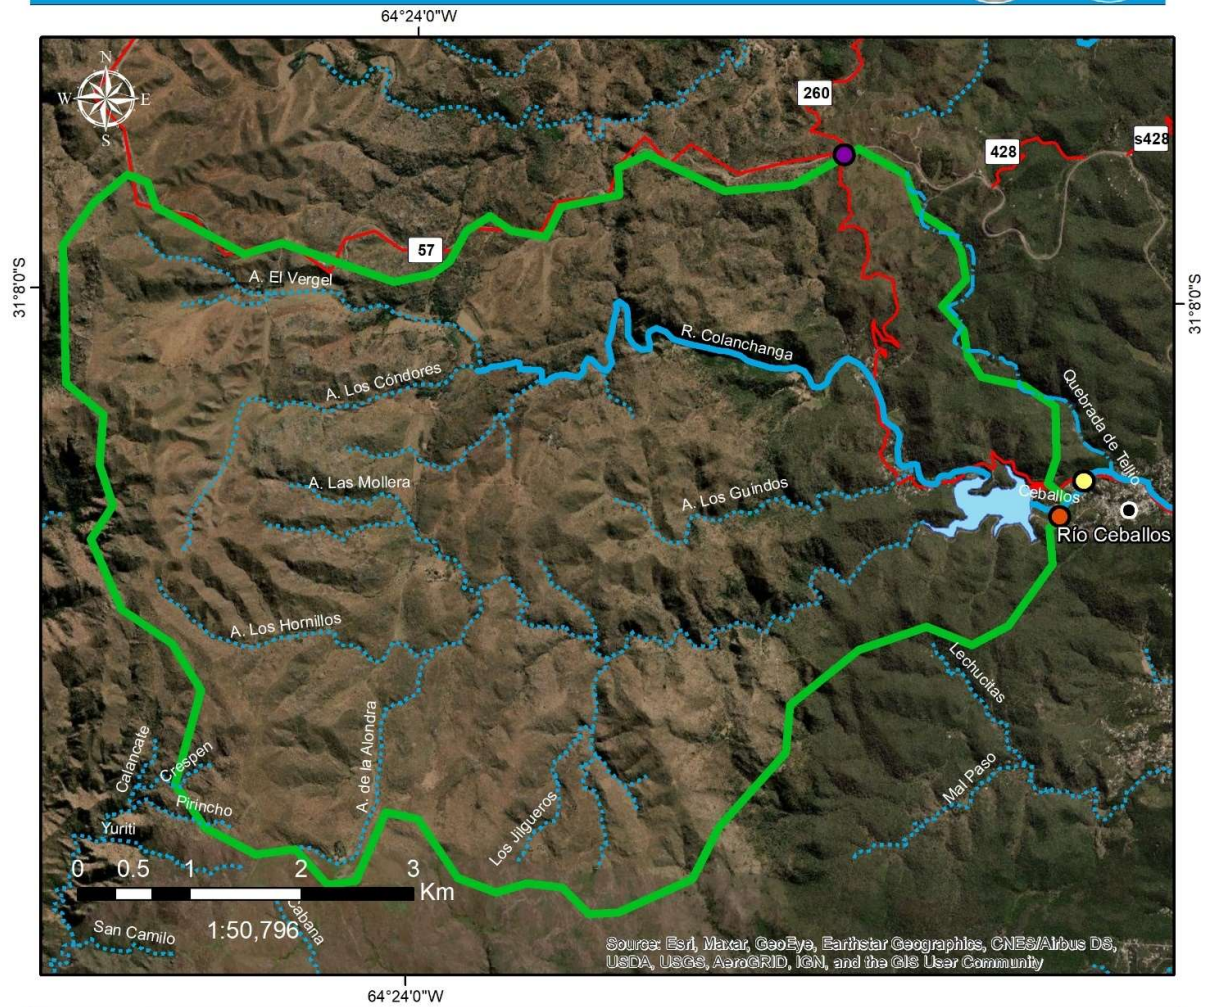 64°24'0"W
N
W E
S
260
428
s428
57
31°8'0"S
31°8'0"S
A. El Vergel
R. Colanchanga
A. Los Cóndores
Quebrada de Tello
A. Las Mollera
A. Los Guindos
Ceballos
Río Ceballos
A. Los Hornillos
Lechucitas
A. de la Alondra
Calancate
Crespen
Pirincho
Mal Paso
Yuriti
Los Jilgueros
0 0.5 1 2 3
Km
Cabana
San Camilo
1:50,796
Source: Esri, Maxar, GeoEye, Earthstar Geographics, CNES/Airbus DS,
USDA, USGS, AeroGRID, IGN, and the GIS User Community
64°24'0"W